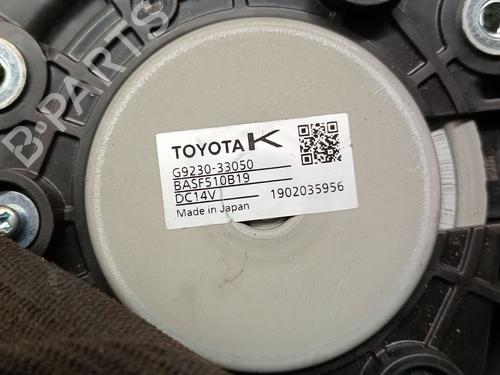 B-PARTS
TOYOTA K
G9230-33050
BASF510B19
DC14V 1902035956
Made in Japan